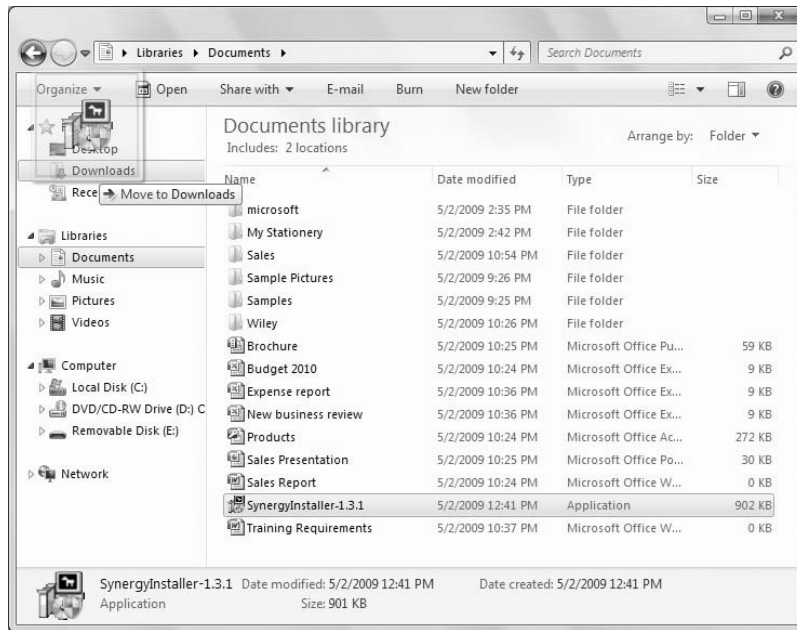 Libraries Documents Search Documents
Organize Open Share with E-mail Burn New folder
Documents library
Includes: 2 locations
Arrange by: Folder
Desktop
Downloads
Rece
Move to Downloads
Libraries
Documents
Music
Pictures
Videos
Computer
Local Disk (C:)
DVD/CD-RW Drive (D:) C
Removable Disk (E:)
Network
Name Date modified Type Size
microsoft 5/2/2009 2:35 PM File folder
My Stationery 5/2/2009 2:42 PM File folder
Sales 5/2/2009 10:54 PM File folder
Sample Pictures 5/2/2009 9:26 PM File folder
Samples 5/2/2009 9:25 PM File folder
Wiley 5/2/2009 10:26 PM File folder
Brochure 5/2/2009 10:25 PM Microsoft Office Pu... 59 KB
Budget 2010 5/2/2009 10:24 PM Microsoft Office Ex... 9 KB
Expense report 5/2/2009 10:36 PM Microsoft Office Ex... 9 KB
New business review 5/2/2009 10:36 PM Microsoft Office Ex... 9 KB
Products 5/2/2009 10:24 PM Microsoft Office Ac... 272 KB
Sales Presentation 5/2/2009 10:25 PM Microsoft Office Po... 30 KB
Sales Report 5/2/2009 10:24 PM Microsoft Office W... 0 KB
SynergyInstaller-1.3.1 5/2/2009 12:41 PM Application 902 KB
Training Requirements 5/2/2009 10:37 PM Microsoft Office W... 0 KB
SynergyInstaller-1.3.1 Date modified: 5/2/2009 12:41 PM Date created: 5/2/2009 12:41 PM
Application Size: 901 KB